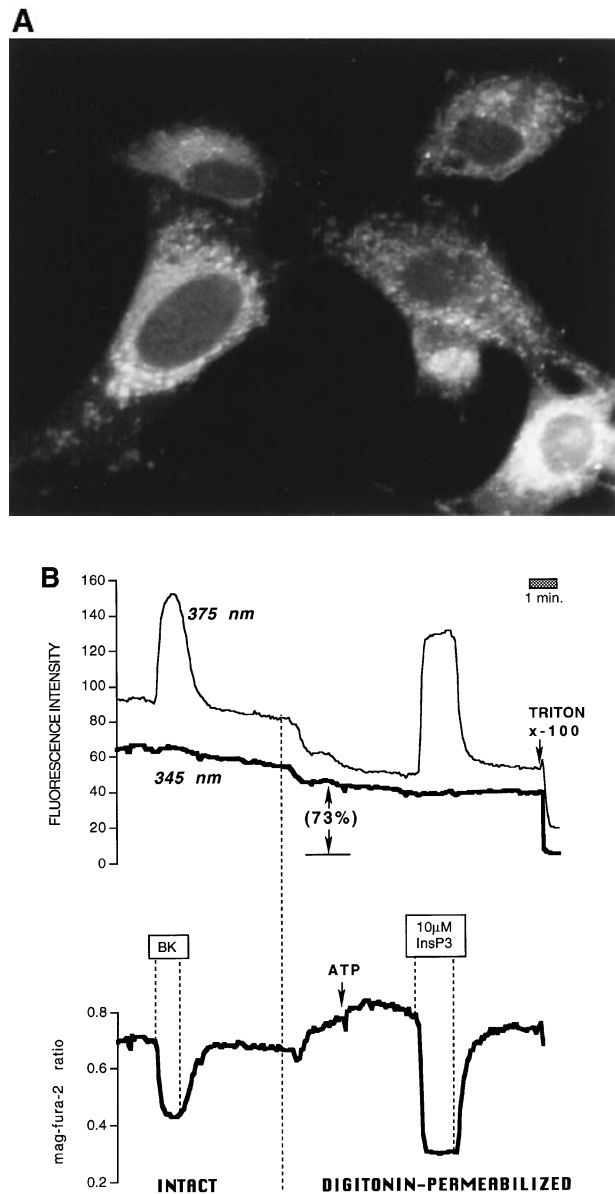 A
B
160
140
120
100
80
60
40
20
0
FLUORESCENCE INTENSITY
375 nm
345 nm
(73%)
1 min.
TRITON
x-100
BK
10µM
InsP3
ATP
0.8
0.6
0.4
0.2
mag-fura-2 ratio
INTACT
DIGITONIN-PERMEABILIZED